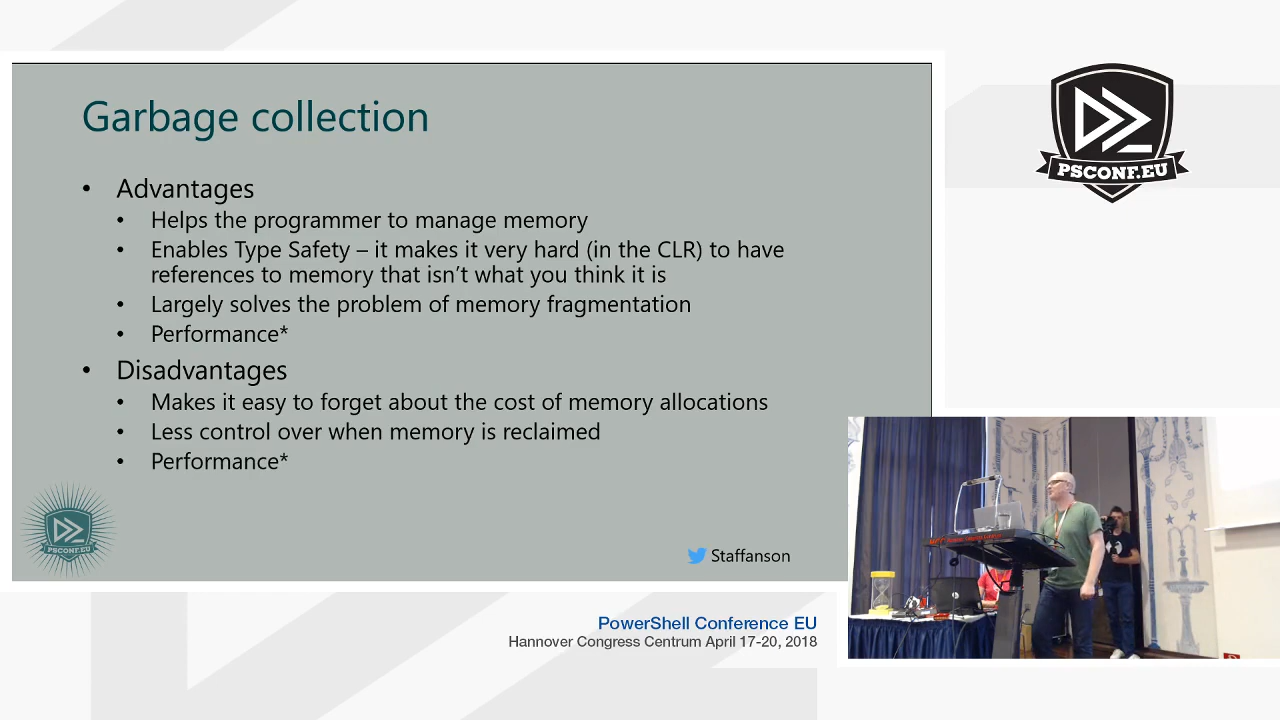 Garbage collection
• Advantages
• Helps the programmer to manage memory
• Enables Type Safety – it makes it very hard (in the CLR) to have
references to memory that isn’t what you think it is
• Largely solves the problem of memory fragmentation
• Performance*
• Disadvantages
• Makes it easy to forget about the cost of memory allocations
• Less control over when memory is reclaimed
• Performance*
PSCONF.EU
Staffanson
PSCONF.EU
PowerShell Conference EU
Hannover Congress Centrum April 17-20, 2018